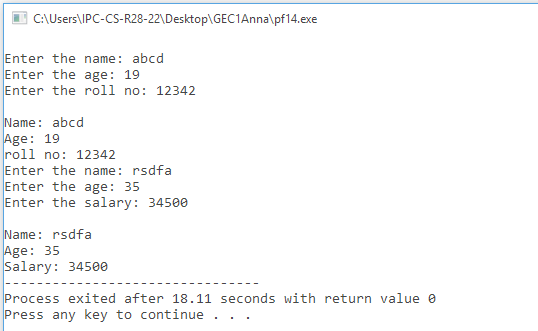 C:\Users\IPC-CS-R28-22\Desktop\GEC1Anna\pf14.exe
Enter the name: abcd
Enter the age: 19
Enter the roll no: 12342
Name: abcd
Age: 19
roll no: 12342
Enter the name: rsdfa
Enter the age: 35
Enter the salary: 34500
Name: rsdfa
Age: 35
Salary: 34500
--------------------------------
Process exited after 18.11 seconds with return value 0
Press any key to continue . . .